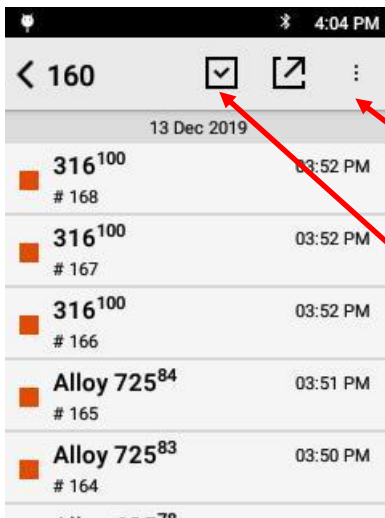 4:04 PM
160
13 Dec 2019
316¹⁰⁰ 03:52 PM
# 168
316¹⁰⁰ 03:52 PM
# 167
316¹⁰⁰ 03:52 PM
# 166
Alloy 725⁸⁴ 03:51 PM
# 165
Alloy 725⁸³ 03:50 PM
# 164